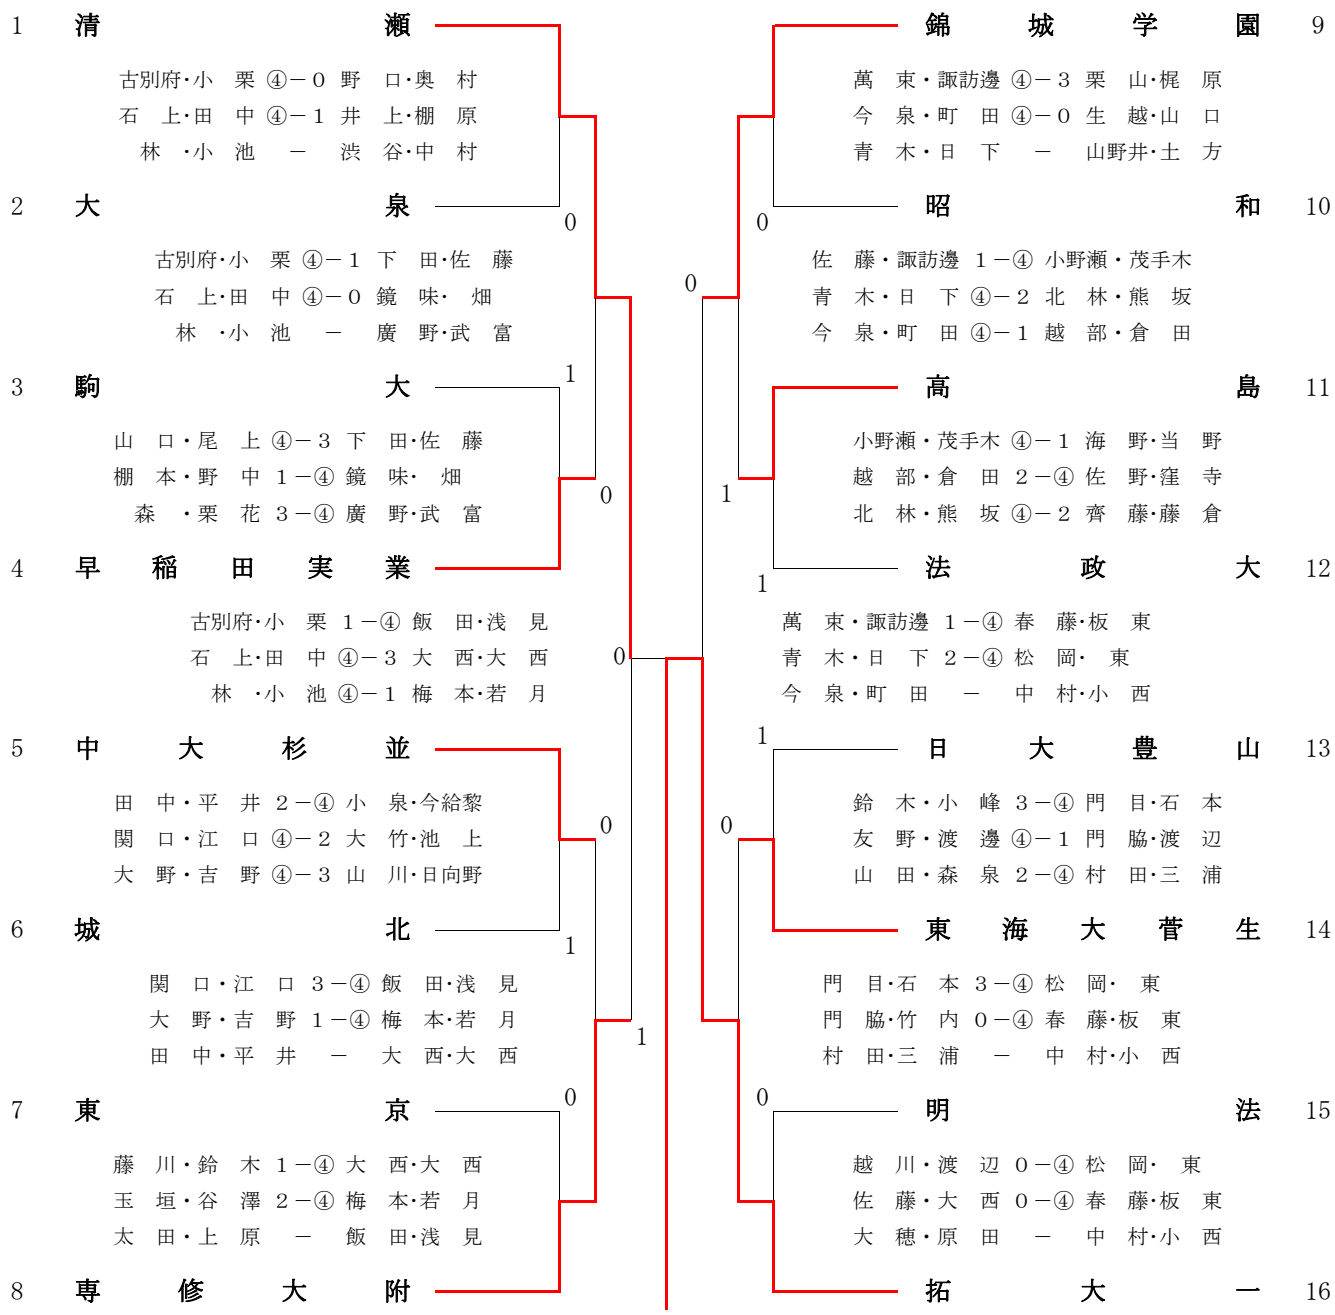 1 清瀬
古別府・小栗 ④－0 野口・奥村
石上・田中 ④－1 井上・棚原
林・小池 － 渋谷・中村
2 大泉
0
古別府・小栗 ④－1 下田・佐藤
石上・田中 ④－0 鏡味・畑
林・小池 － 廣野・武富
1
3 駒大
山口・尾上 ④－3 下田・佐藤
棚本・野中 1－④ 鏡味・畑
0
森・栗花 3－④ 廣野・武富
4 早稲田実業
古別府・小栗 1－④ 飯田・浅見
石上・田中 ④－3 大西・大西
0
林・小池 ④－1 梅本・若月
5 中大杉並
田中・平井 2－④ 小泉・今給黎
0
関口・江口 ④－2 大竹・池上
大野・吉野 ④－3 山川・日向野
6 城北
1
関口・江口 3－④ 飯田・浅見
大野・吉野 1－④ 梅本・若月
1
田中・平井 － 大西・大西
0
7 東京
藤川・鈴木 1－④ 大西・大西
玉垣・谷澤 2－④ 梅本・若月
太田・上原 － 飯田・浅見
8 専修大附
錦城学園 9
萬束・諏訪邊 ④－3 栗山・梶原
今泉・町田 ④－0 生越・山口
青木・日下 － 山野井・土方
昭和 10
0
佐藤・諏訪邊 1－④ 小野瀬・茂手木
0
青木・日下 ④－2 北林・熊坂
今泉・町田 ④－1 越部・倉田
高島 11
小野瀬・茂手木 ④－1 海野・当野
越部・倉田 2－④ 佐野・窪寺
1
北林・熊坂 ④－2 齊藤・藤倉
法政大 12
1
萬束・諏訪邊 1－④ 春藤・板東
青木・日下 2－④ 松岡・東
今泉・町田 － 中村・小西
1
日大豊山 13
鈴木・小峰 3－④ 門目・石本
0
友野・渡邊 ④－1 門脇・渡辺
山田・森泉 2－④ 村田・三浦
東海大菅生 14
門目・石本 3－④ 松岡・東
門脇・竹内 0－④ 春藤・板東
村田・三浦 － 中村・小西
0
明法 15
越川・渡辺 0－④ 松岡・東
佐藤・大西 0－④ 春藤・板東
大穂・原田 － 中村・小西
拓大一 16